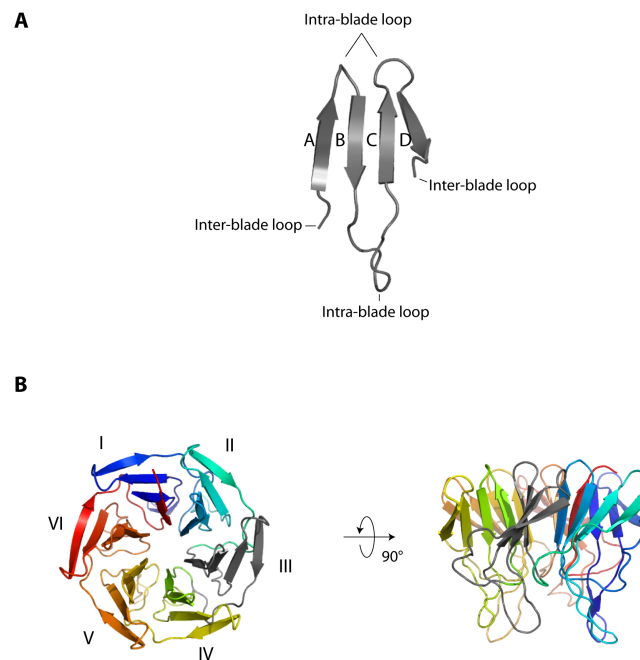 A
Intra-blade loop
A B C D
Inter-blade loop
Inter-blade loop
Intra-blade loop
B
I
II
VI
III
90°
V
IV